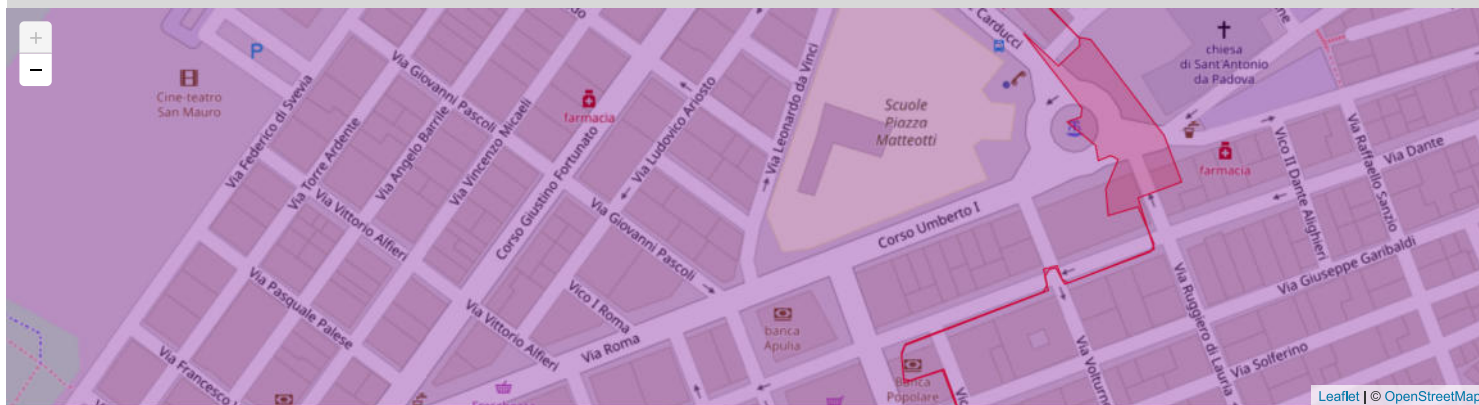 +
−
P
Cine-teatro
San Mauro
Via Federico di Svevia
Via Torre Ardente
Via Giovanni Pascoli
Via Angelo Barrile
Via Vincenzo Micaeli
farmacia
Corso Giustino Fortunato
Via Ludovico Ariosto
Via Leonardo da Vinci
Scuole
Piazza
Matteotti
Carducci
chiesa
di Sant'Antonio
da Padova
farmacia
Vico II Dante Alighieri
Via Raffaello Sanzio
Via Dante
Via Vittorio Alfieri
Via Giovanni Pascoli
Corso Umberto I
Via Giuseppe Garibaldi
Via Pasquale Palese
Vico I Roma
Via Vittorio Alfieri
Via Roma
banca
Apulia
Via Ruggiero di Lauria
Via Solferino
Via Volturno
Via Francesco
Banca
Popolare
Vico
Leaflet | © OpenStreetMap